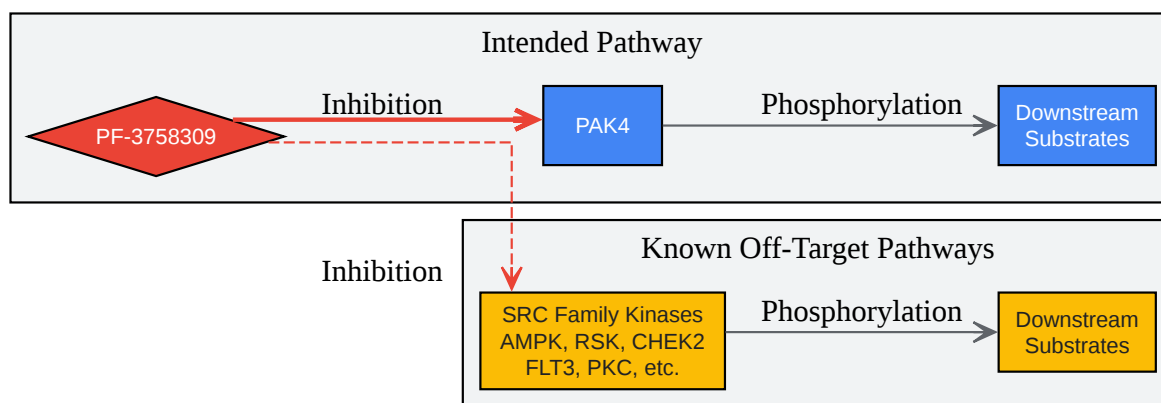 Intended Pathway
Inhibition
Phosphorylation
PF-3758309
PAK4
Downstream
Substrates
Known Off-Target Pathways
Inhibition
SRC Family Kinases
AMPK, RSK, CHEK2
FLT3, PKC, etc.
Phosphorylation
Downstream
Substrates